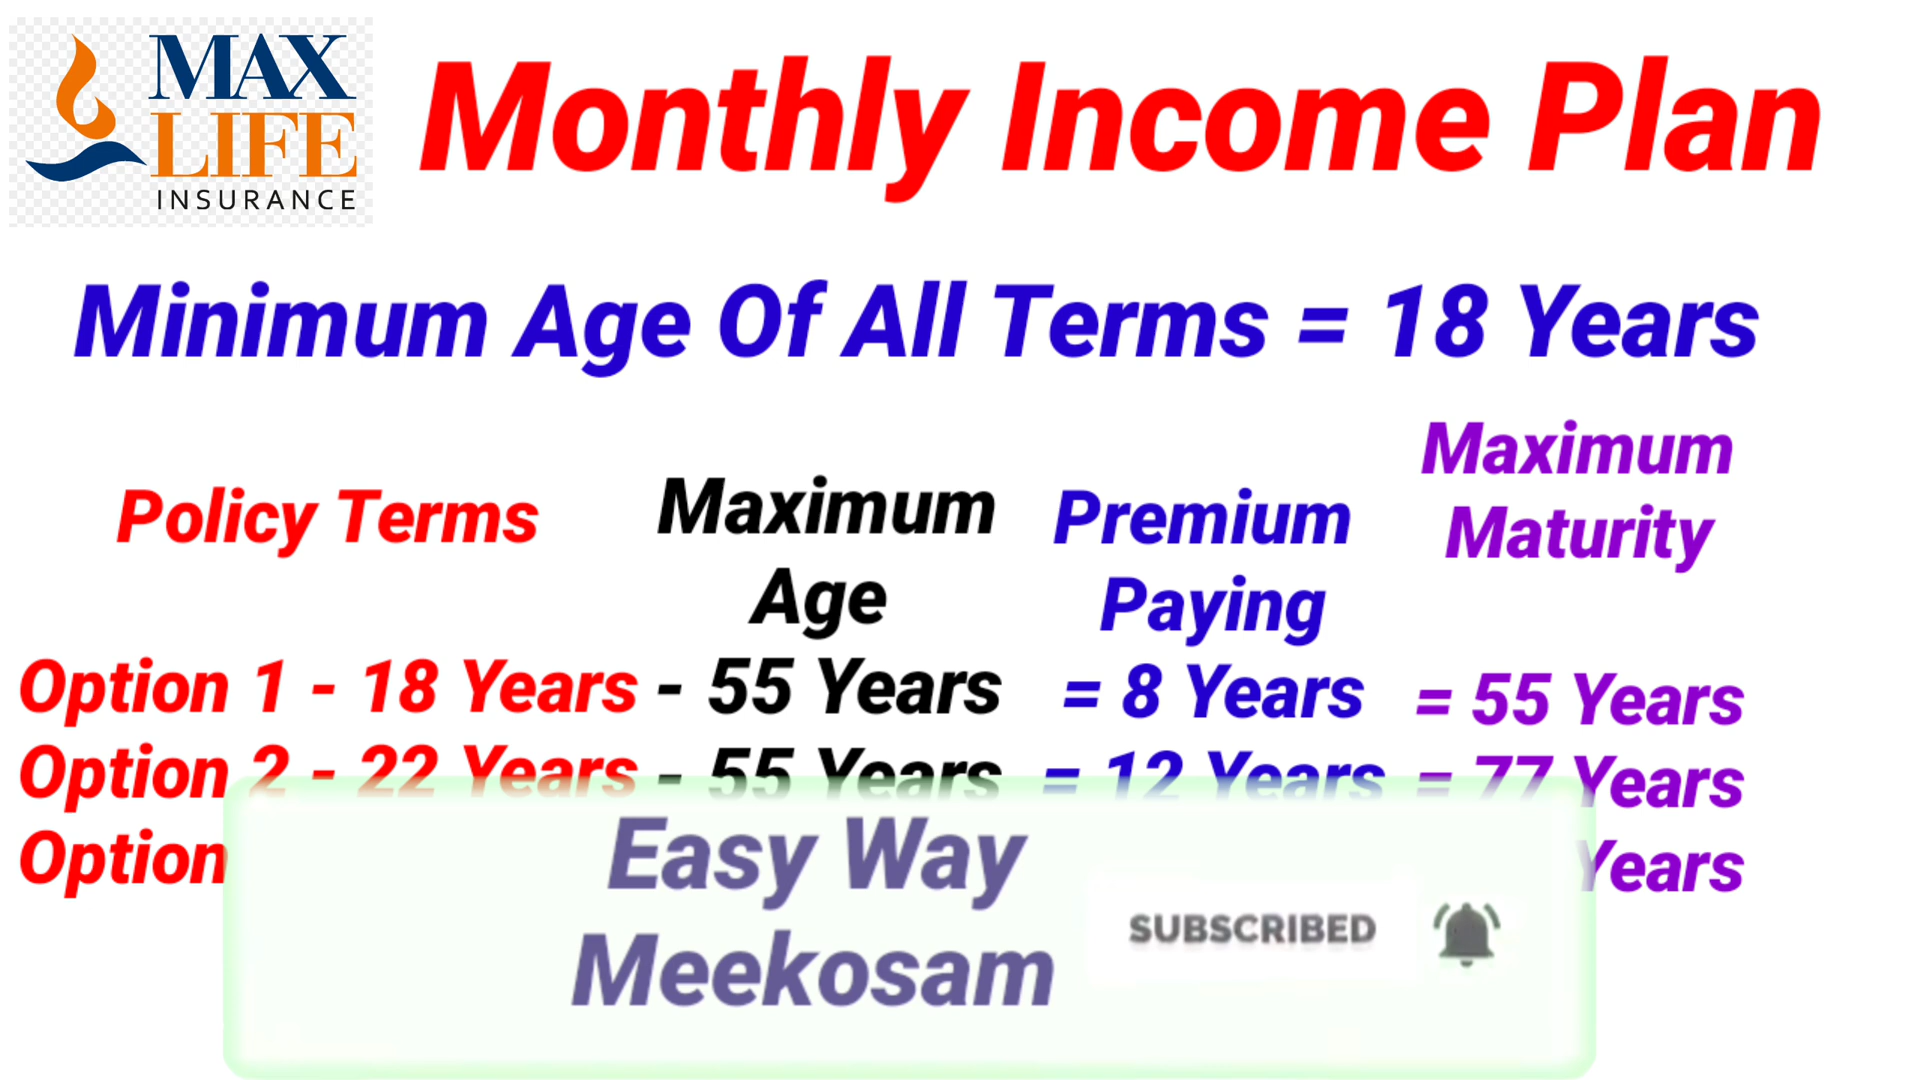 MAX
LIFE
INSURANCE
Monthly Income Plan
Minimum Age Of All Terms = 18 Years
Policy Terms
Maximum
Age
Premium
Paying
Maximum
Maturity
Option 1 - 18 Years - 55 Years = 8 Years = 55 Years
Option 2 - 22 Years - 55 Years = 12 Years = 77 Years
Option Years
Easy Way
Meekosam
SUBSCRIBED